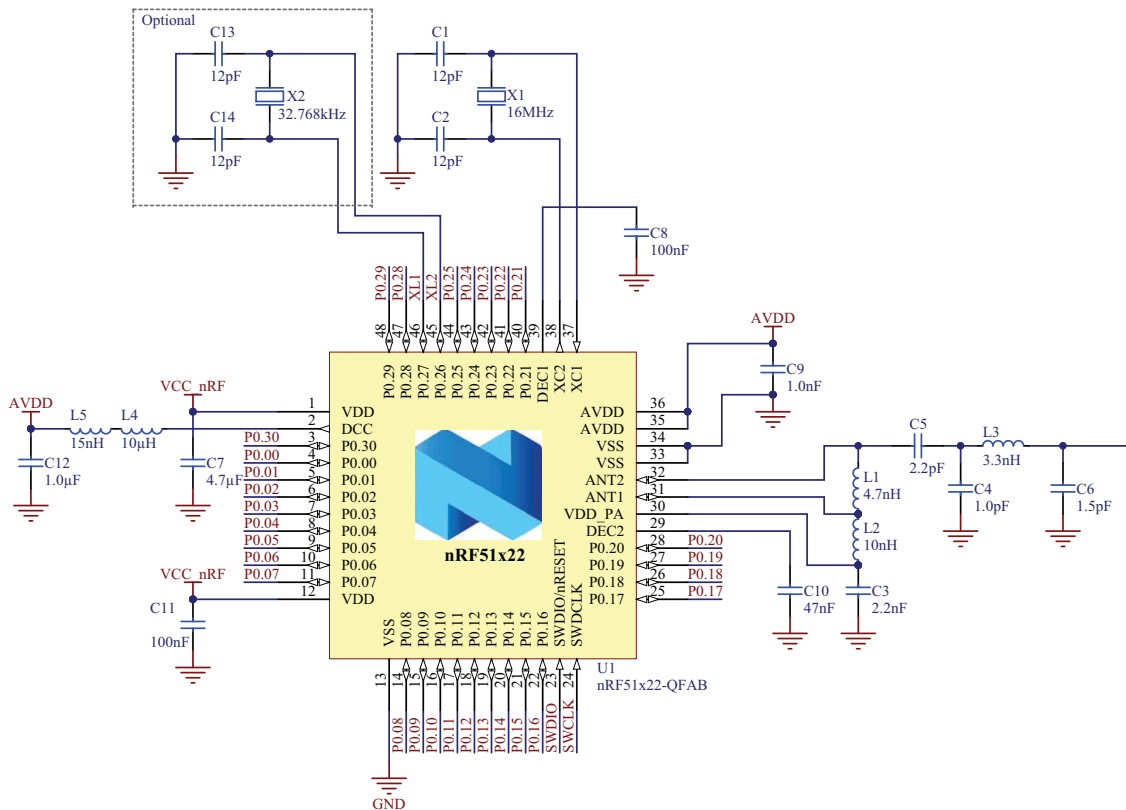 Optional
C13
12pF
C14
12pF
X2
32.768kHz
C1
12pF
C2
12pF
X1
16MHz
C8
100nF
P0.29
P0.28
XL1
XL2
P0.25
P0.24
P0.23
P0.22
P0.21
48
47
46
45
44
43
42
41
40
39
38
37
P0.29
P0.28
P0.27
P0.26
P0.25
P0.24
P0.23
P0.22
P0.21
DEC1
XC2
XC1
AVDD
L5
15nH
L4
10µH
C12
1.0µF
VCC_nRF
C7
4.7µF
P0.30
P0.00
P0.01
P0.02
P0.03
P0.04
P0.05
P0.06
P0.07
VCC_nRF
C11
100nF
1
2
3
4
5
6
7
8
9
10
11
12
VDD
DCC
P0.30
P0.00
P0.01
P0.02
P0.03
P0.04
P0.05
P0.06
P0.07
VDD
nRF51x22
AVDD
AVDD
VSS
VSS
ANT2
ANT1
VDD_PA
DEC2
P0.20
P0.19
P0.18
P0.17
36
35
34
33
32
31
30
29
28
27
26
25
P0.20
P0.19
P0.18
P0.17
AVDD
C9
1.0nF
C5
2.2pF
L3
3.3nH
L1
4.7nH
C4
1.0pF
C6
1.5pF
L2
10nH
C10
47nF
C3
2.2nF
VSS
P0.08
P0.09
P0.10
P0.11
P0.12
P0.13
P0.14
P0.15
P0.16
SWDIO/nRESET
SWDCLK
U1
nRF51x22-QFAB
13
14
15
16
17
18
19
20
21
22
23
24
P0.08
P0.09
P0.10
P0.11
P0.12
P0.13
P0.14
P0.15
P0.16
SWDIO
SWCLK
GND